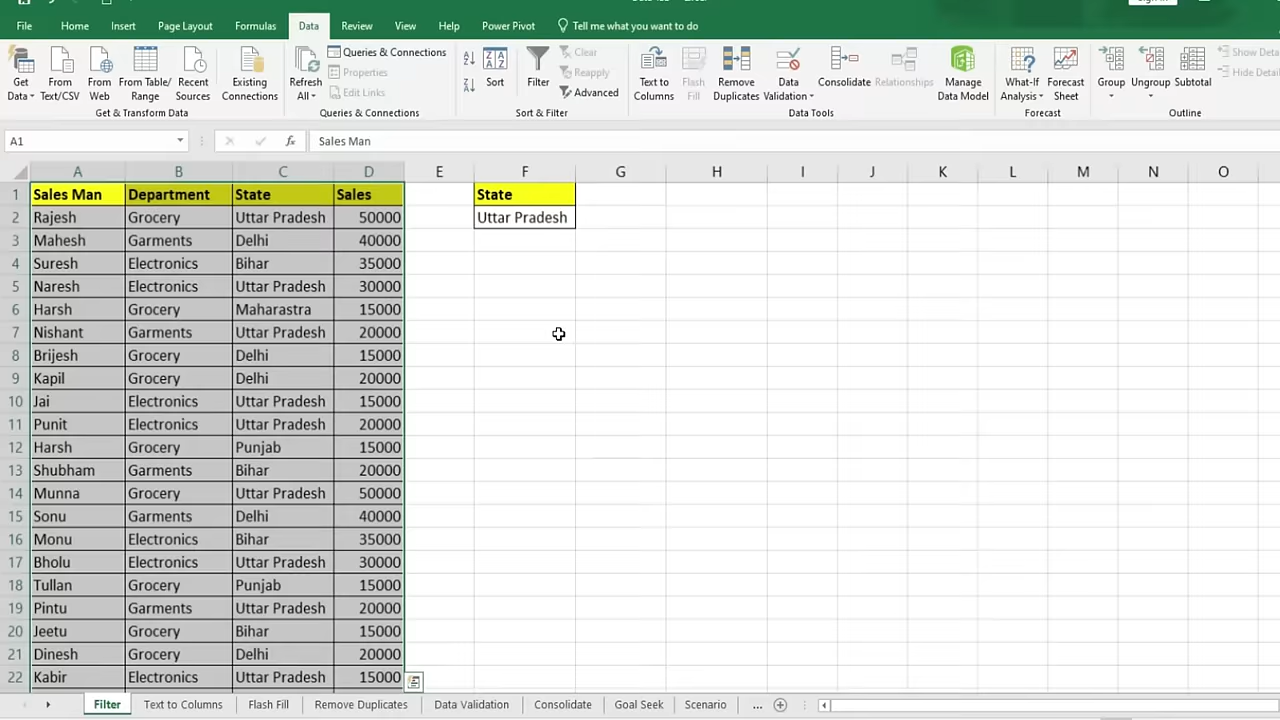 File Home Insert Page Layout Formulas Data Review View Help Power Pivot Tell me what you want to do
Get Data From Text/CSV From Web From Table/ Range Recent Sources Existing Connections
Get & Transform Data
Refresh All Queries & Connections Properties Edit Links
Queries & Connections
Sort Filter Clear Reapply Advanced
Sort & Filter
Text to Columns Flash Fill Remove Duplicates Data Validation Consolidate Relationships Manage Data Model
Data Tools
What-If Analysis Forecast Sheet
Forecast
Group Ungroup Subtotal Show Hide
Outline
A1 fx Sales Man
A B C D E F G H I J K L M N O
1 Sales Man Department State Sales State
2 Rajesh Grocery Uttar Pradesh 50000 Uttar Pradesh
3 Mahesh Garments Delhi 40000
4 Suresh Electronics Bihar 35000
5 Naresh Electronics Uttar Pradesh 30000
6 Harsh Grocery Maharastra 15000
7 Nishant Garments Uttar Pradesh 20000
8 Brijesh Grocery Delhi 15000
9 Kapil Grocery Delhi 20000
10 Jai Electronics Uttar Pradesh 15000
11 Punit Electronics Uttar Pradesh 20000
12 Harsh Grocery Punjab 15000
13 Shubham Garments Bihar 20000
14 Munna Grocery Uttar Pradesh 50000
15 Sonu Garments Delhi 40000
16 Monu Electronics Bihar 35000
17 Bholu Electronics Uttar Pradesh 30000
18 Tullan Grocery Punjab 15000
19 Pintu Garments Uttar Pradesh 20000
20 Jeetu Grocery Bihar 15000
21 Dinesh Grocery Delhi 20000
22 Kabir Electronics Uttar Pradesh 15000
Filter Text to Columns Flash Fill Remove Duplicates Data Validation Consolidate Goal Seek Scenario ...